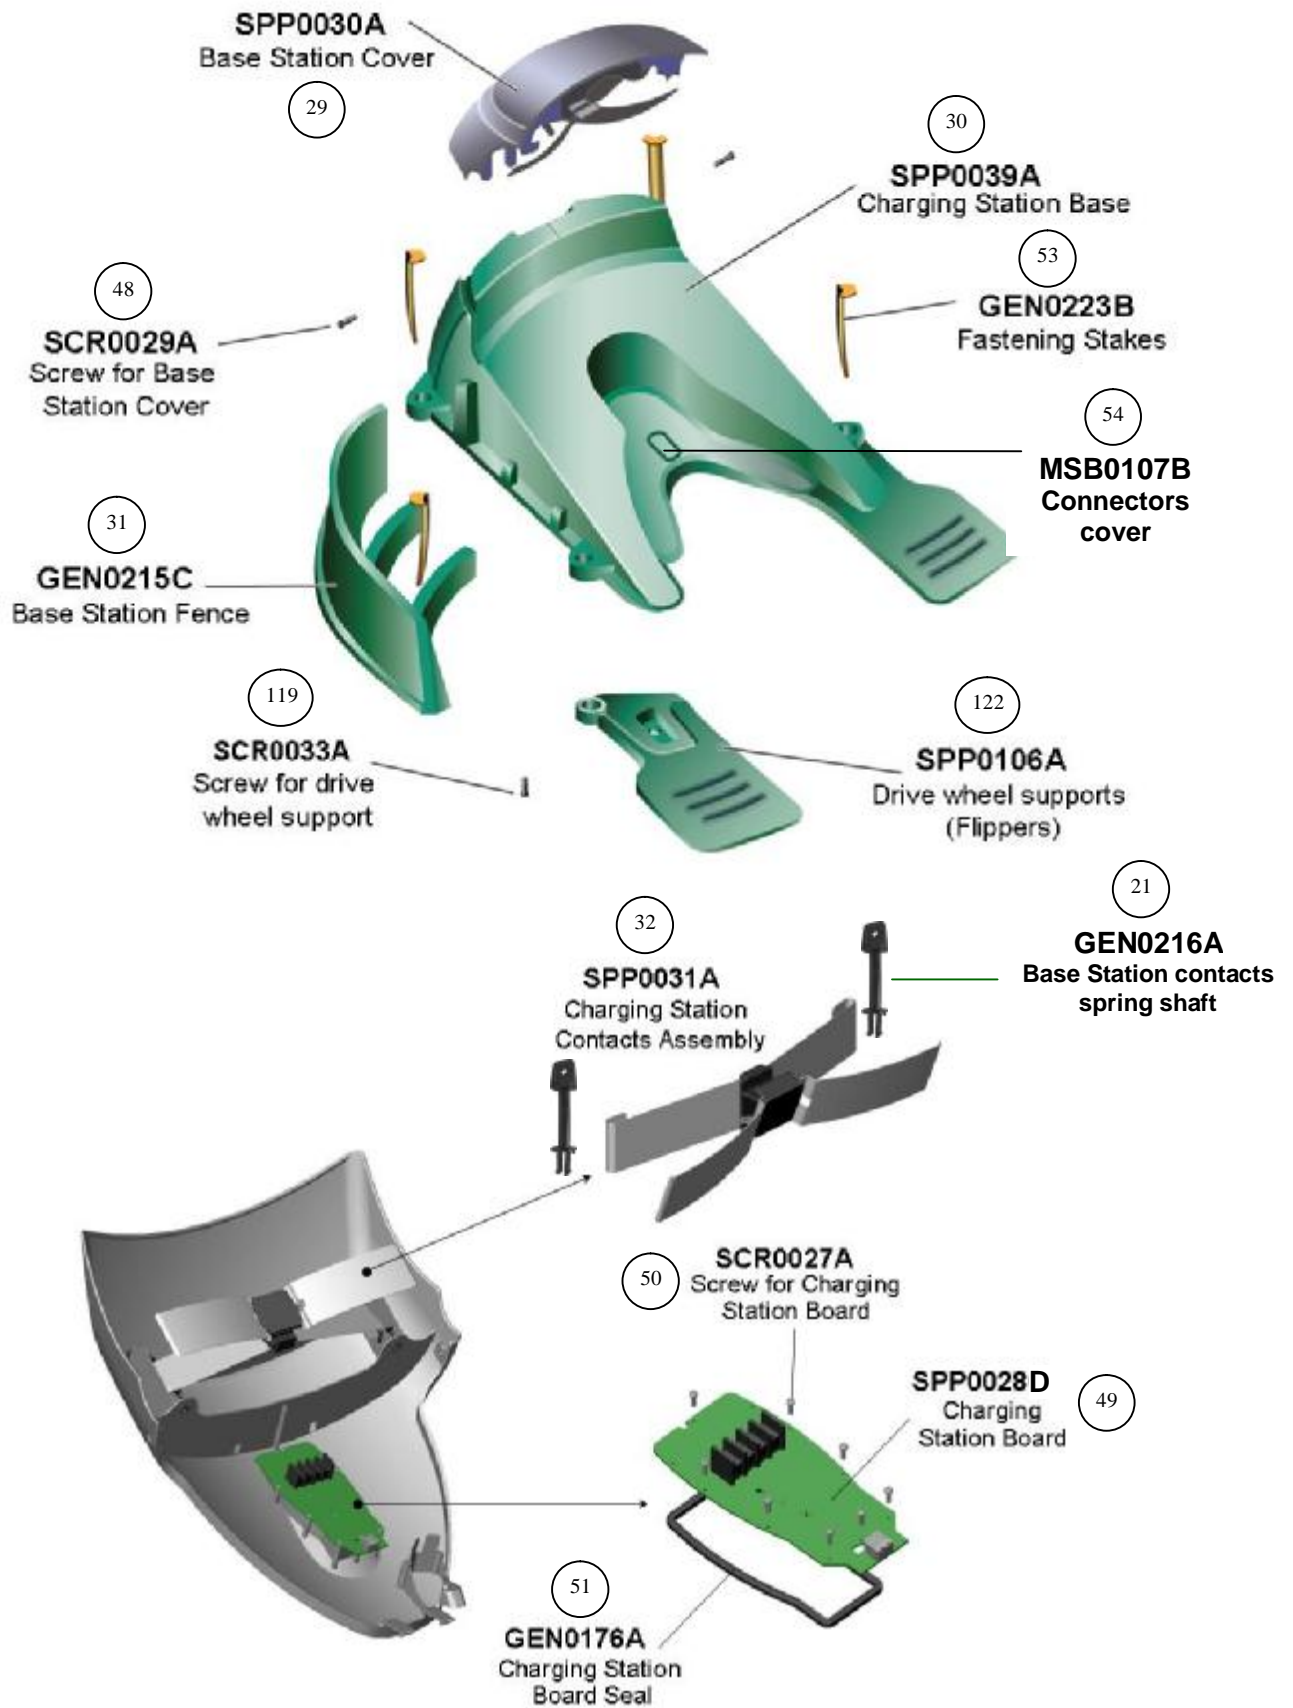 SPP0030A
Base Station Cover
29
30
SPP0039A
Charging Station Base
53
GEN0223B
Fastening Stakes
48
SCR0029A
Screw for Base
Station Cover
54
MSB0107B
Connectors
cover
31
GEN0215C
Base Station Fence
119
SCR0033A
Screw for drive
wheel support
122
SPP0106A
Drive wheel supports
(Flippers)
21
GEN0216A
Base Station contacts
spring shaft
32
SPP0031A
Charging Station
Contacts Assembly
50
SCR0027A
Screw for Charging
Station Board
SPP0028D
Charging
Station Board
49
51
GEN0176A
Charging Station
Board Seal